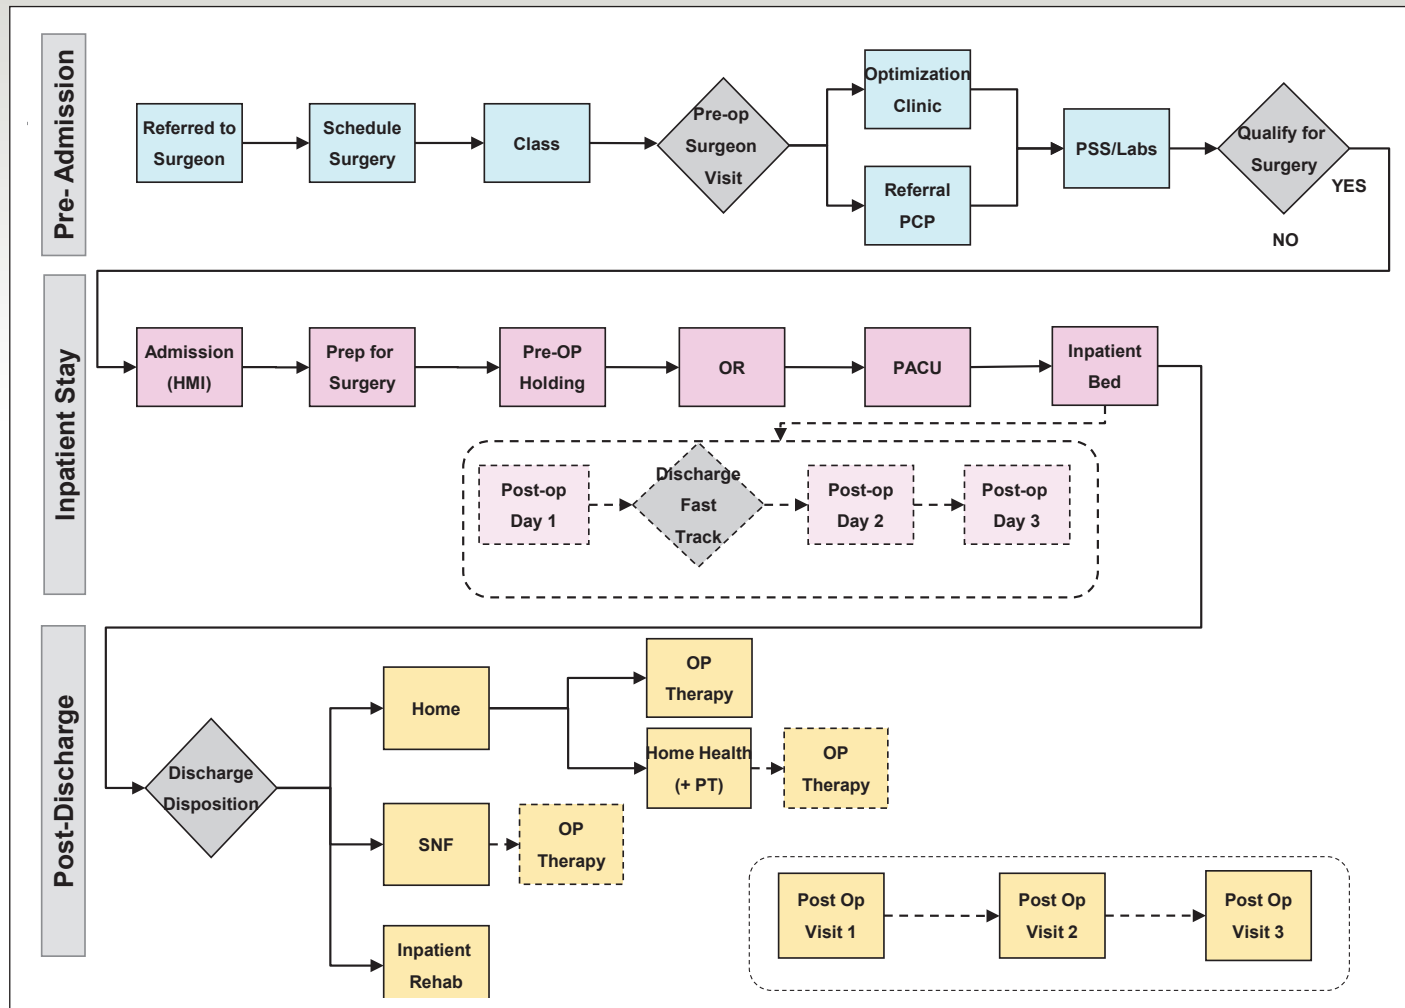 Pre- Admission
Referred to
Surgeon
Schedule
Surgery
Class
Pre-op
Surgeon
Visit
Optimization
Clinic
Referral
PCP
PSS/Labs
Qualify for
Surgery
YES
NO
Inpatient Stay
Admission
(HMI)
Prep for
Surgery
Pre-OP
Holding
OR
PACU
Inpatient
Bed
Post-op
Day 1
Discharge
Fast
Track
Post-op
Day 2
Post-op
Day 3
Post-Discharge
Discharge
Disposition
Home
OP
Therapy
Home Health
(+ PT)
OP
Therapy
SNF
OP
Therapy
Inpatient
Rehab
Post Op
Visit 1
Post Op
Visit 2
Post Op
Visit 3